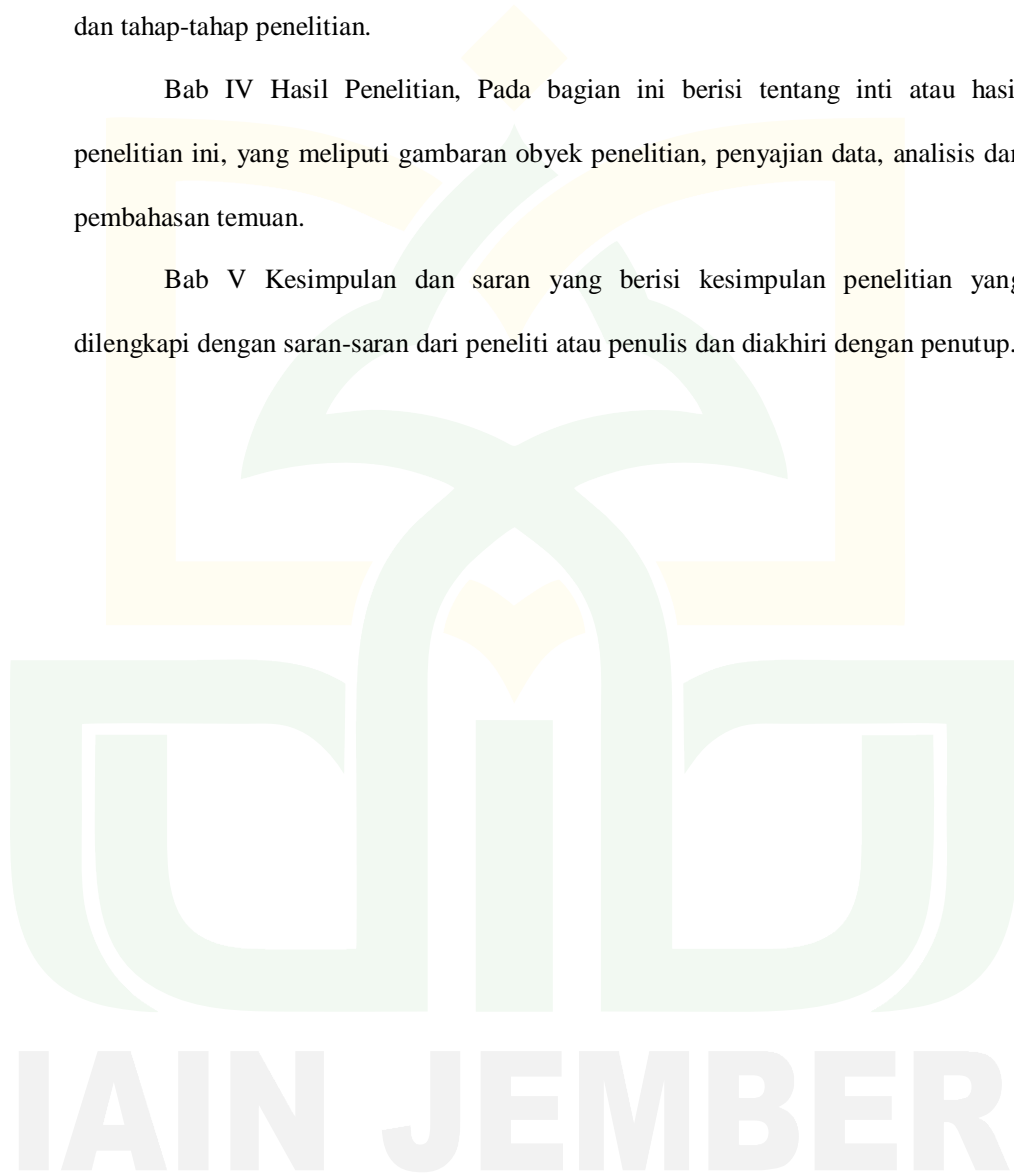 dan tahap-tahap penelitian.
Bab IV Hasil Penelitian, Pada bagian ini berisi tentang inti atau hasi
penelitian ini, yang meliputi gambaran obyek penelitian, penyajian data, analisis dan
pembahasan temuan.
Bab V Kesimpulan dan saran yang berisi kesimpulan penelitian yang
dilengkapi dengan saran-saran dari peneliti atau penulis dan diakhiri dengan penutup.
IAIN JEMBER